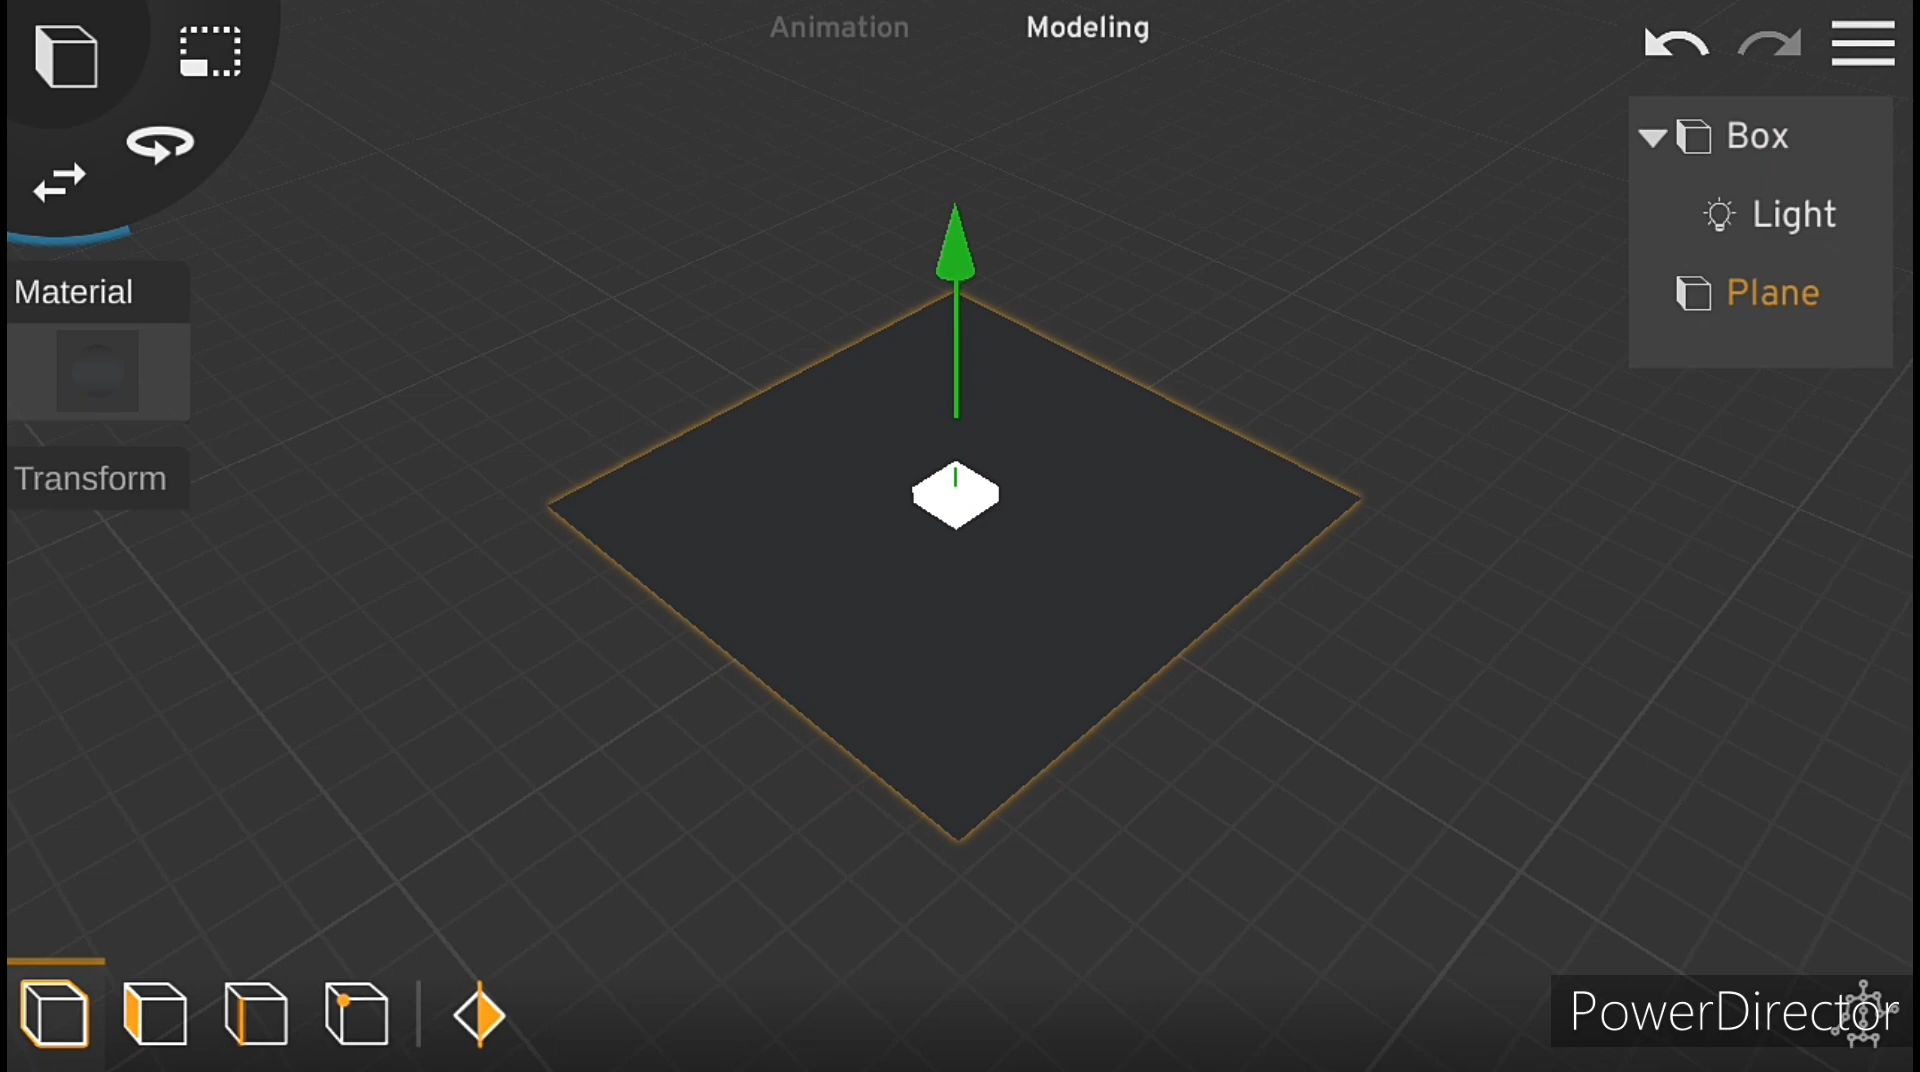 Animation
Modeling
Box
Light
Plane
Material
Transform
PowerDirector